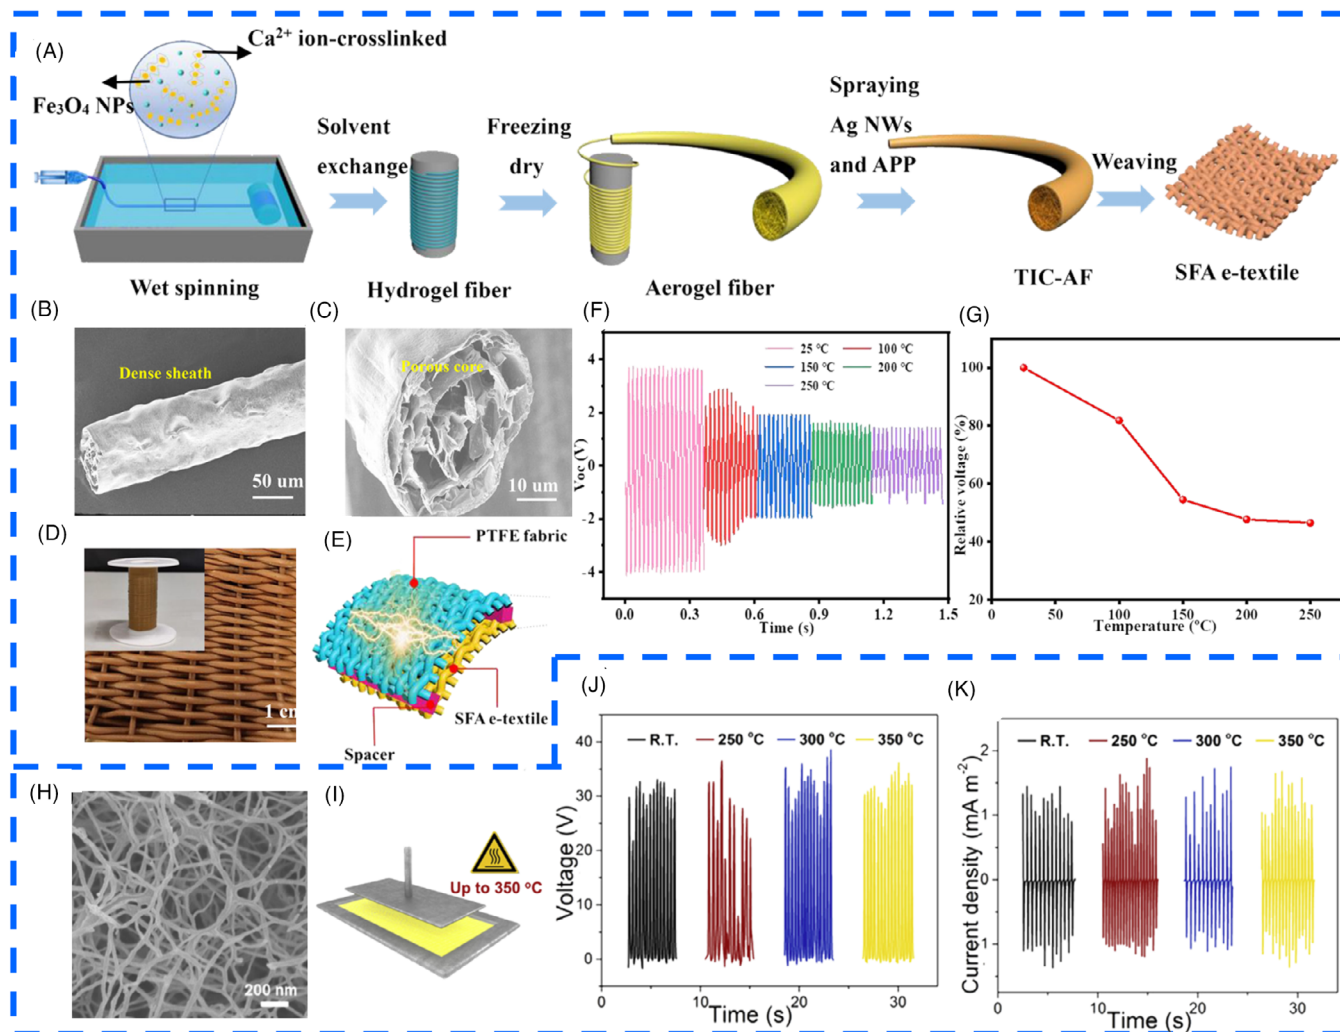 (A)
Ca²⁺ ion-crosslinked
Fe₃O₄ NPs
Solvent
exchange
Freezing
dry
Spraying
Ag NWs
and APP
Weaving
Wet spinning
Hydrogel fiber
Aerogel fiber
TIC-AF
SFA e-textile
(B)
Dense sheath
50 um
(C)
Porous core
10 um
(D)
1 cm
(E)
PTFE fabric
SFA e-textile
Spacer
(F)
25 °C
100 °C
150 °C
200 °C
250 °C
Voc (V)
4
2
0
-2
-4
0.0 0.3 0.6 0.9 1.2 1.5
Time (s)
(G)
Relative voltage (%)
100
80
60
40
20
0 50 100 150 200 250
Temperature (°C)
(H)
200 nm
(I)
Up to 350 °C
(J)
R.T. 250 °C 300 °C 350 °C
Voltage (V)
45
40
30
20
10
0
0 10 20 30
Time (s)
(K)
R.T. 250 °C 300 °C 350 °C
Current density (mA m⁻²)
2
1
0
1
0 10 20 30
Time (s)